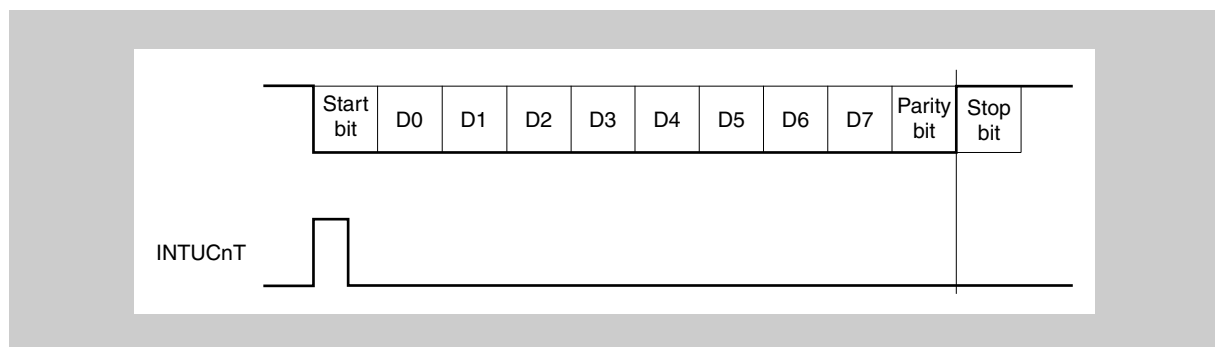 Start
bit
D0
D1
D2
D3
D4
D5
D6
D7
Parity
bit
Stop
bit
INTUCnT